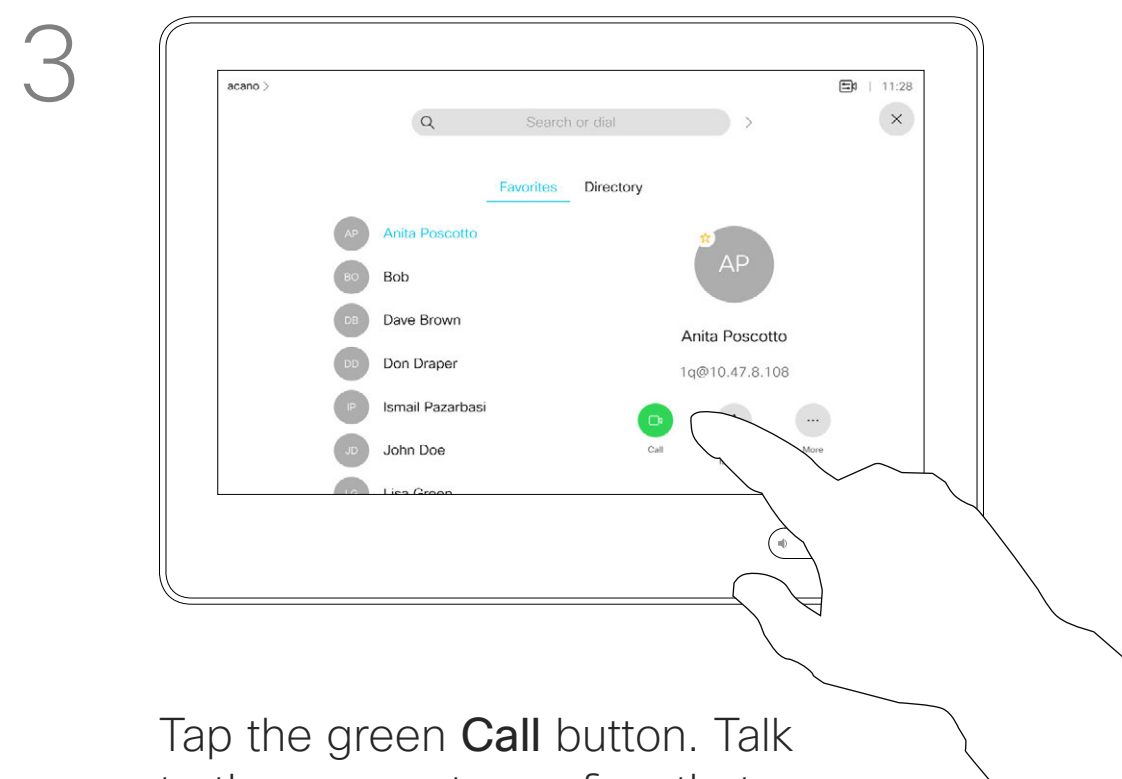 3
acano >
11:28
Search or dial
Favorites Directory
AP Anita Poscotto
AP
BO Bob
DB Dave Brown
Anita Poscotto
DD Don Draper
1q@10.47.8.108
IP Ismail Pazarbasi
JD John Doe
Call
More
Lisa Green
Tap the green Call button. Talk